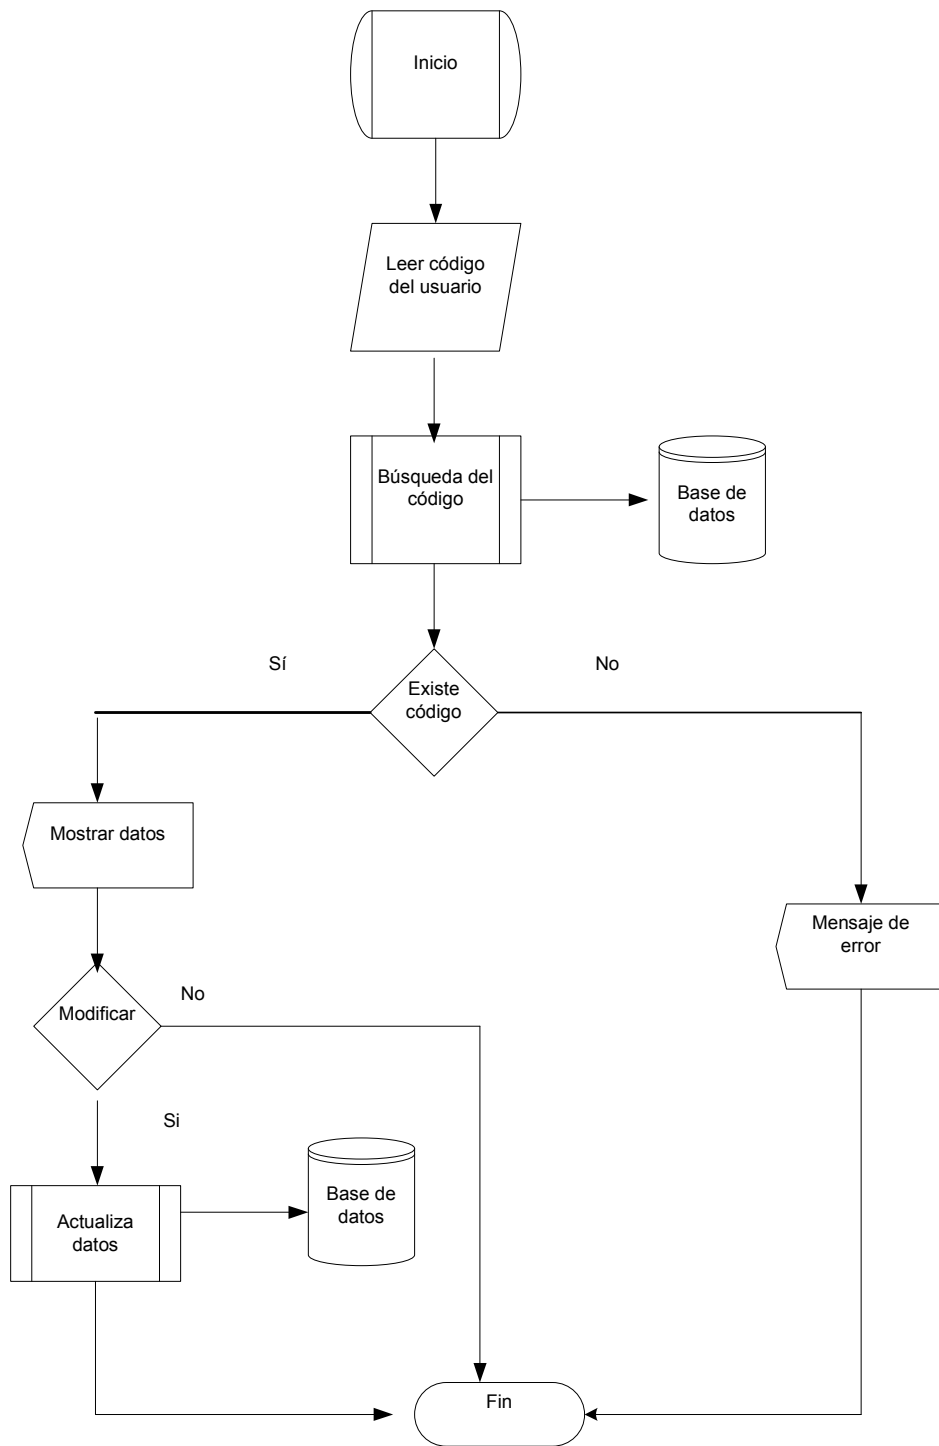 Inicio
Leer código
del usuario
Búsqueda del
código
Base de
datos
Sí
No
Existe
código
Mostrar datos
Mensaje de
error
No
Modificar
Si
Base de
datos
Actualiza
datos
Fin